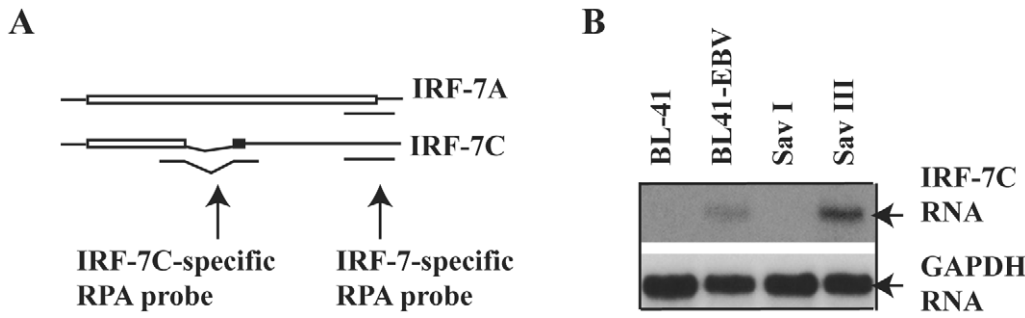 A
IRF-7A
IRF-7C
IRF-7C-specific
RPA probe
IRF-7-specific
RPA probe
B
BL-41
BL41-EBV
Sav I
Sav III
IRF-7C
RNA
GAPDH
RNA